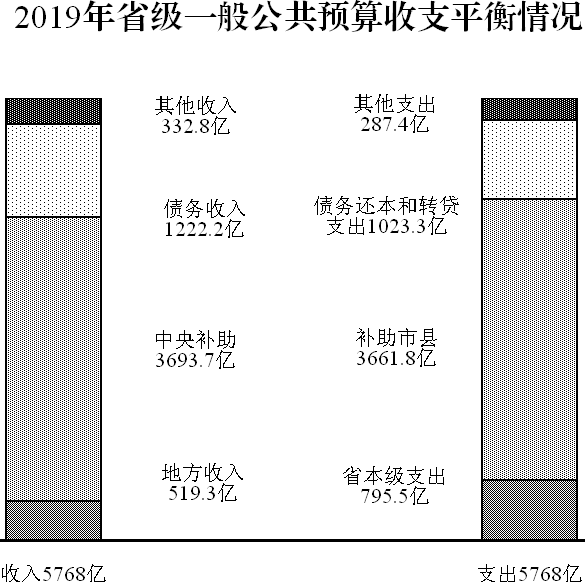 2019年省级一般公共预算收支平衡情况
其他收入
332.8亿
其他支出
287.4亿
债务收入
1222.2亿
债务还本和转贷
支出1023.3亿
中央补助
3693.7亿
补助市县
3661.8亿
地方收入
519.3亿
省本级支出
795.5亿
收入5768亿
支出5768亿